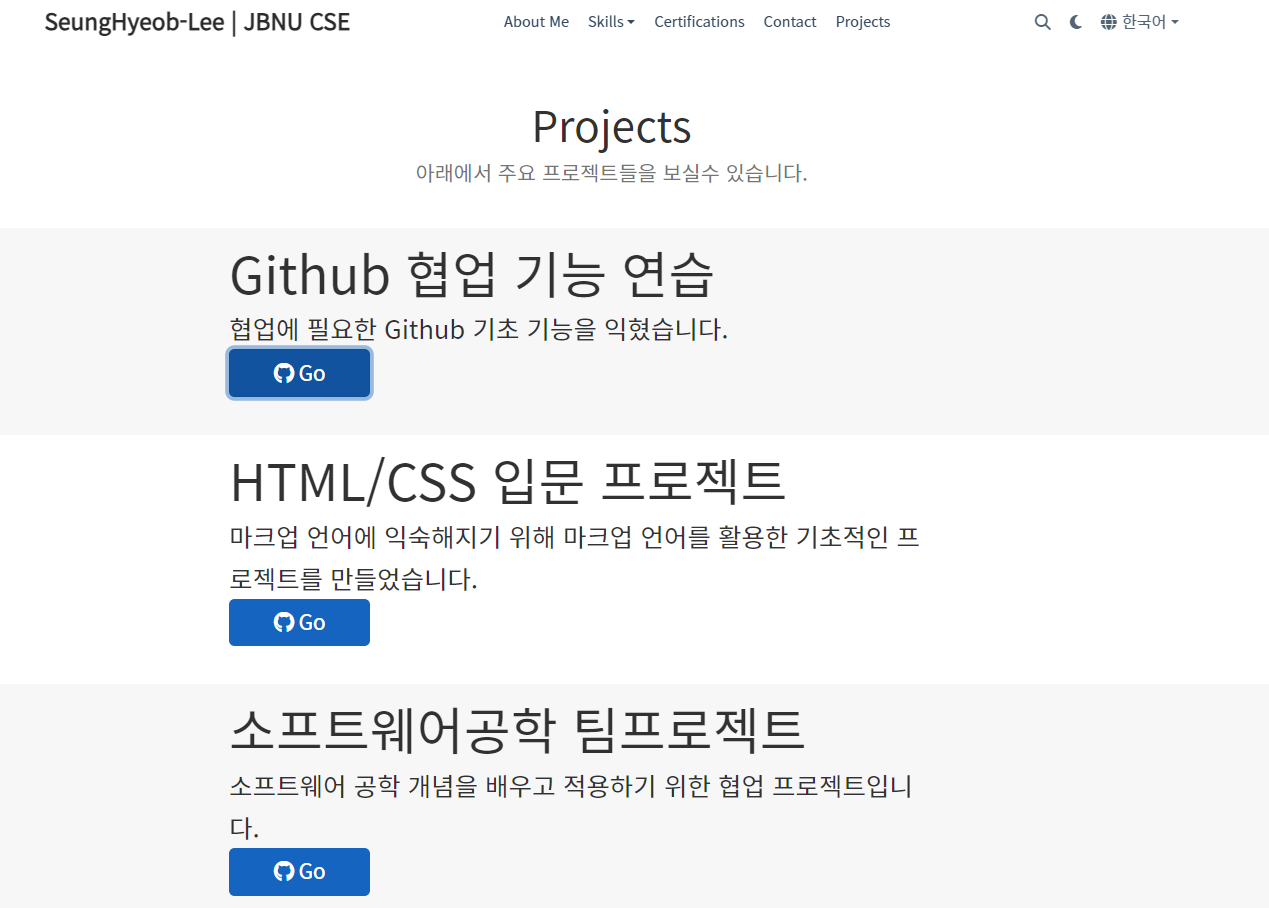 SeungHyeob-Lee | JBNU CSE
About Me Skills Certifications Contact Projects
한국어
Projects
아래에서 주요 프로젝트들을 보실수 있습니다.
Github 협업 기능 연습
협업에 필요한 Github 기초 기능을 익혔습니다.
Go
HTML/CSS 입문 프로젝트
마크업 언어에 익숙해지기 위해 마크업 언어를 활용한 기초적인 프
로젝트를 만들었습니다.
Go
소프트웨어공학 팀프로젝트
소프트웨어 공학 개념을 배우고 적용하기 위한 협업 프로젝트입니
다.
Go